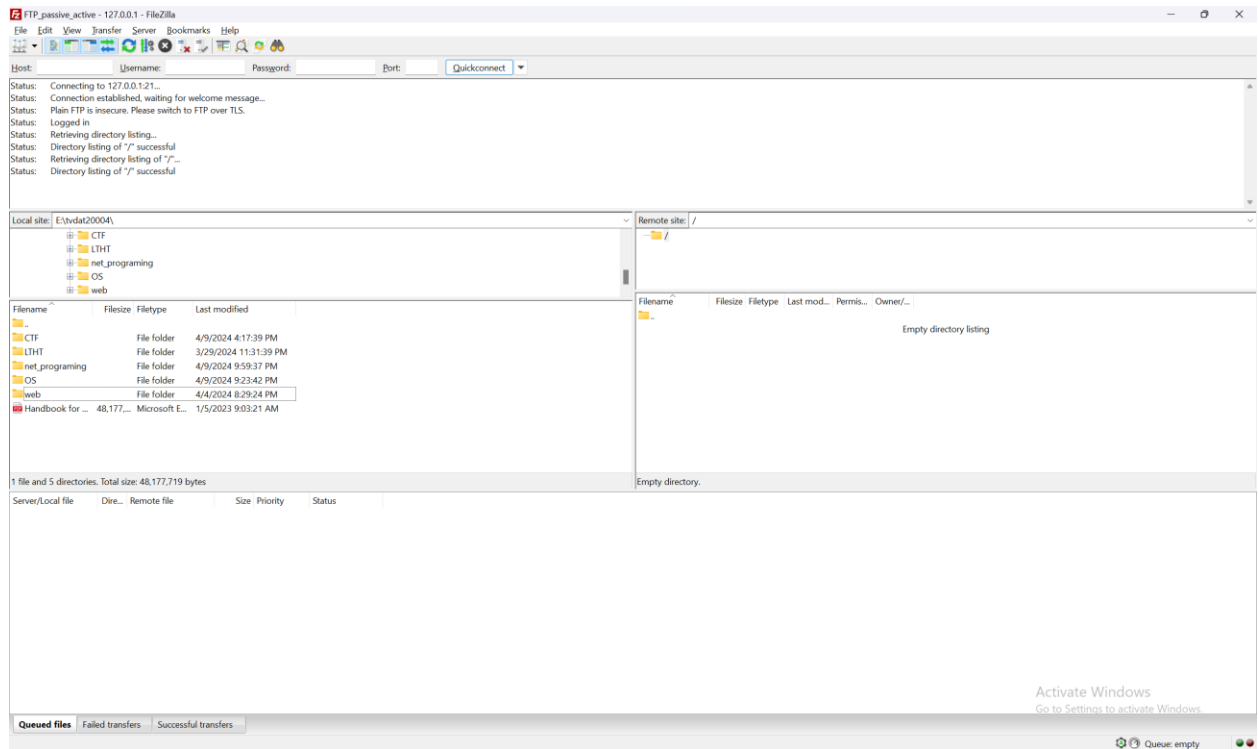 FTP_passive_active - 127.0.0.1 - FileZilla
File Edit View Transfer Server Bookmarks Help
Host: Username: Password: Port: Quickconnect
Status: Connecting to 127.0.0.1:21...
Status: Connection established, waiting for welcome message...
Status: Plain FTP is insecure. Please switch to FTP over TLS.
Status: Logged in
Status: Retrieving directory listing...
Status: Directory listing of "/" successful
Status: Retrieving directory listing of "/"...
Status: Directory listing of "/" successful
Local site: E:\tvdat20004\
CTF
LTHT
net_programing
OS
web
Filename Filesize Filetype Last modified
..
CTF File folder 4/9/2024 4:17:39 PM
LTHT File folder 3/29/2024 11:31:39 PM
net_programing File folder 4/9/2024 9:59:37 PM
OS File folder 4/9/2024 9:23:42 PM
web File folder 4/4/2024 8:29:24 PM
Handbook for ... 48,177,... Microsoft E... 1/5/2023 9:03:21 AM
1 file and 5 directories. Total size: 48,177,719 bytes
Remote site: /
/
Filename Filesize Filetype Last mod... Permis... Owner/...
..
Empty directory listing
Empty directory.
Server/Local file Dire... Remote file Size Priority Status
Activate Windows
Go to Settings to activate Windows.
Queued files Failed transfers Successful transfers
Queue: empty